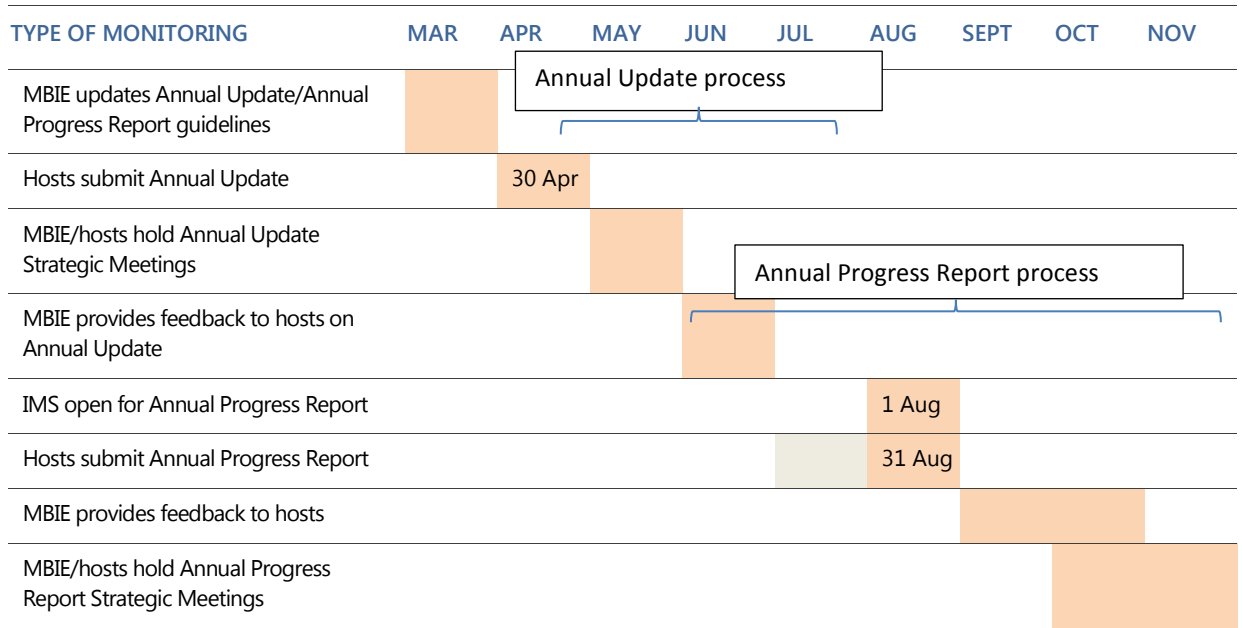 TYPE OF MONITORING MAR APR MAY JUN JUL AUG SEPT OCT NOV
Annual Update process
MBIE updates Annual Update/Annual
Progress Report guidelines
Hosts submit Annual Update 30 Apr
MBIE/hosts hold Annual Update
Strategic Meetings
Annual Progress Report process
MBIE provides feedback to hosts on
Annual Update
IMS open for Annual Progress Report 1 Aug
Hosts submit Annual Progress Report 31 Aug
MBIE provides feedback to hosts
MBIE/hosts hold Annual Progress
Report Strategic Meetings